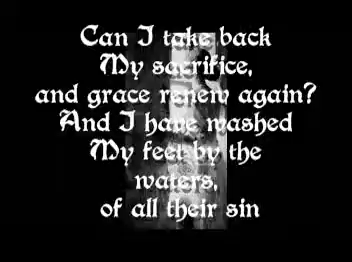 Can I take back
My sacrifice,
and grace renew again?
And I have washed
My feet by the
waters,
of all their sin